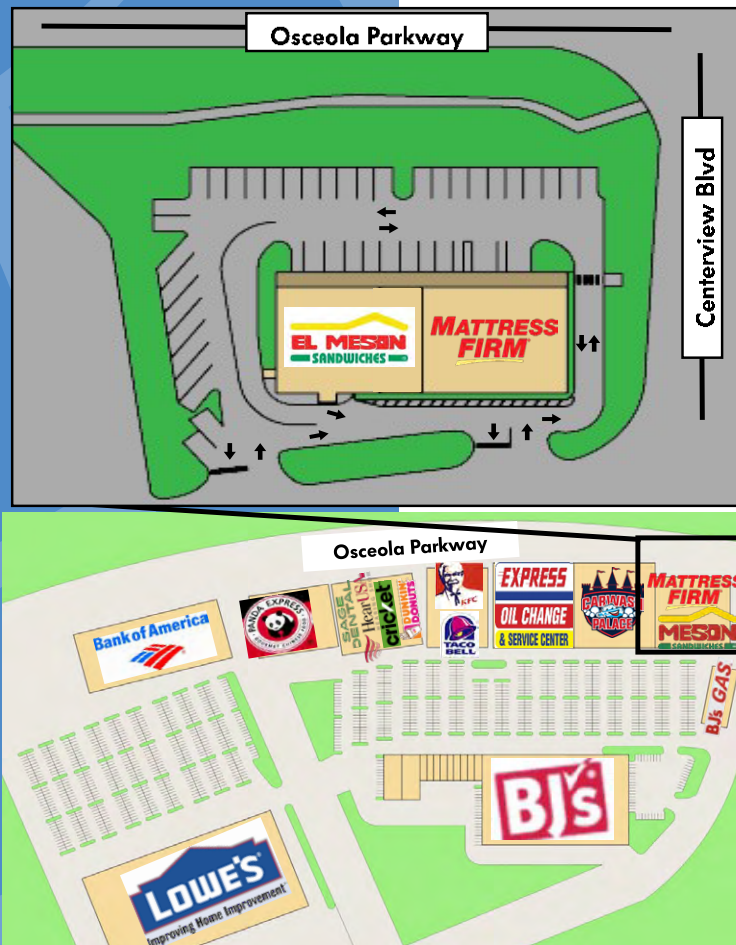 Osceola Parkway
Centerview Blvd
EL MESON
SANDWICHES
MATTRESS
FIRM
Osceola Parkway
Bank of America
PANDA EXPRESS
GOURMET CHINESE FOOD
SAGE
DENTAL
HearUSA
cricket
DUNKIN'
DONUTS
KFC
TACO
BELL
EXPRESS
OIL CHANGE
& SERVICE CENTER
CARWASH
PALACE
MATTRESS
FIRM
MESON
SANDWICHES
BJ's GAS
BJ's
LOWE'S
Improving Home Improvement